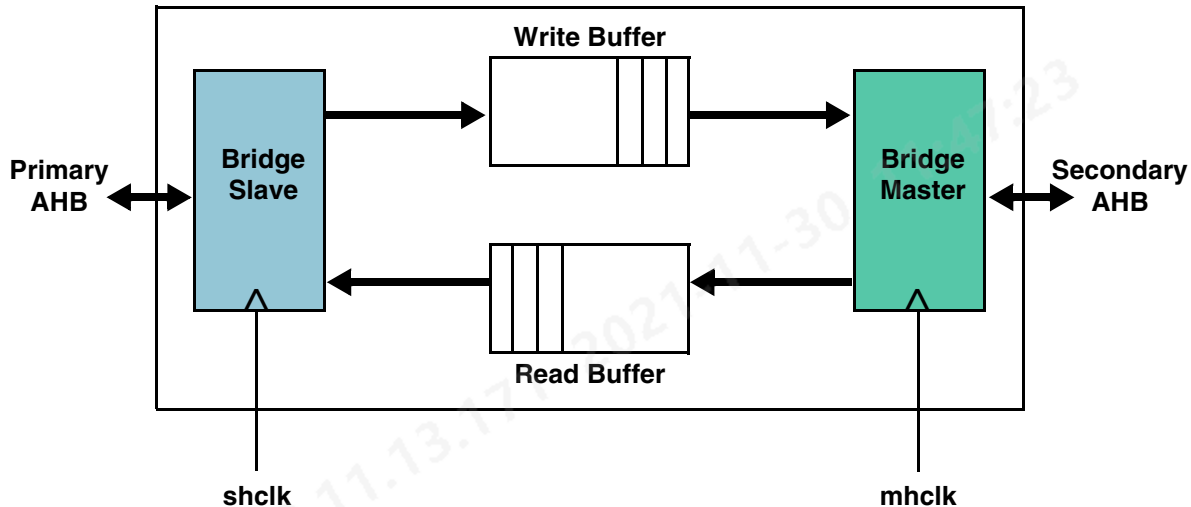 Write Buffer
Bridge
Slave
Bridge
Master
Primary
AHB
Secondary
AHB
Read Buffer
shclk
mhclk